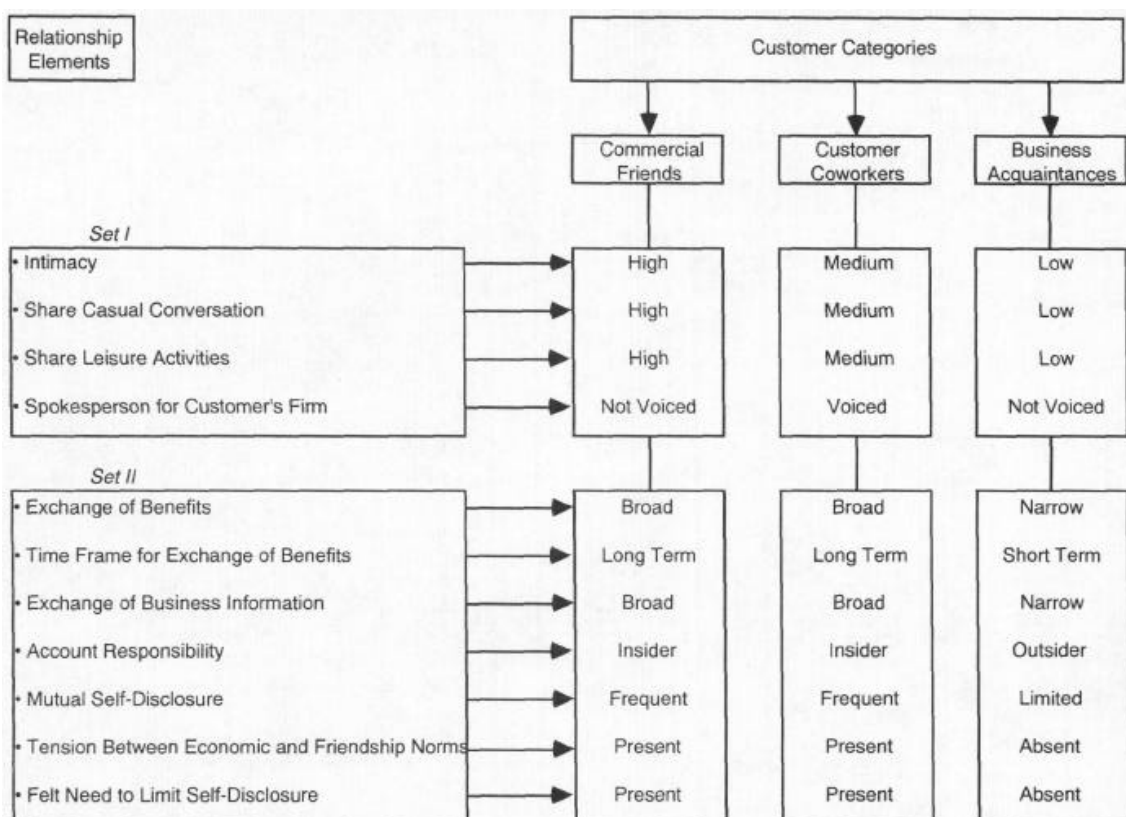 Relationship
Elements
Customer Categories
Commercial
Friends
Customer
Coworkers
Business
Acquaintances
Set I
• Intimacy High Medium Low
• Share Casual Conversation High Medium Low
• Share Leisure Activities High Medium Low
• Spokesperson for Customer's Firm Not Voiced Voiced Not Voiced
Set II
• Exchange of Benefits Broad Broad Narrow
• Time Frame for Exchange of Benefits Long Term Long Term Short Term
• Exchange of Business Information Broad Broad Narrow
• Account Responsibility Insider Insider Outsider
• Mutual Self-Disclosure Frequent Frequent Limited
• Tension Between Economic and Friendship Norms Present Present Absent
• Felt Need to Limit Self-Disclosure Present Present Absent